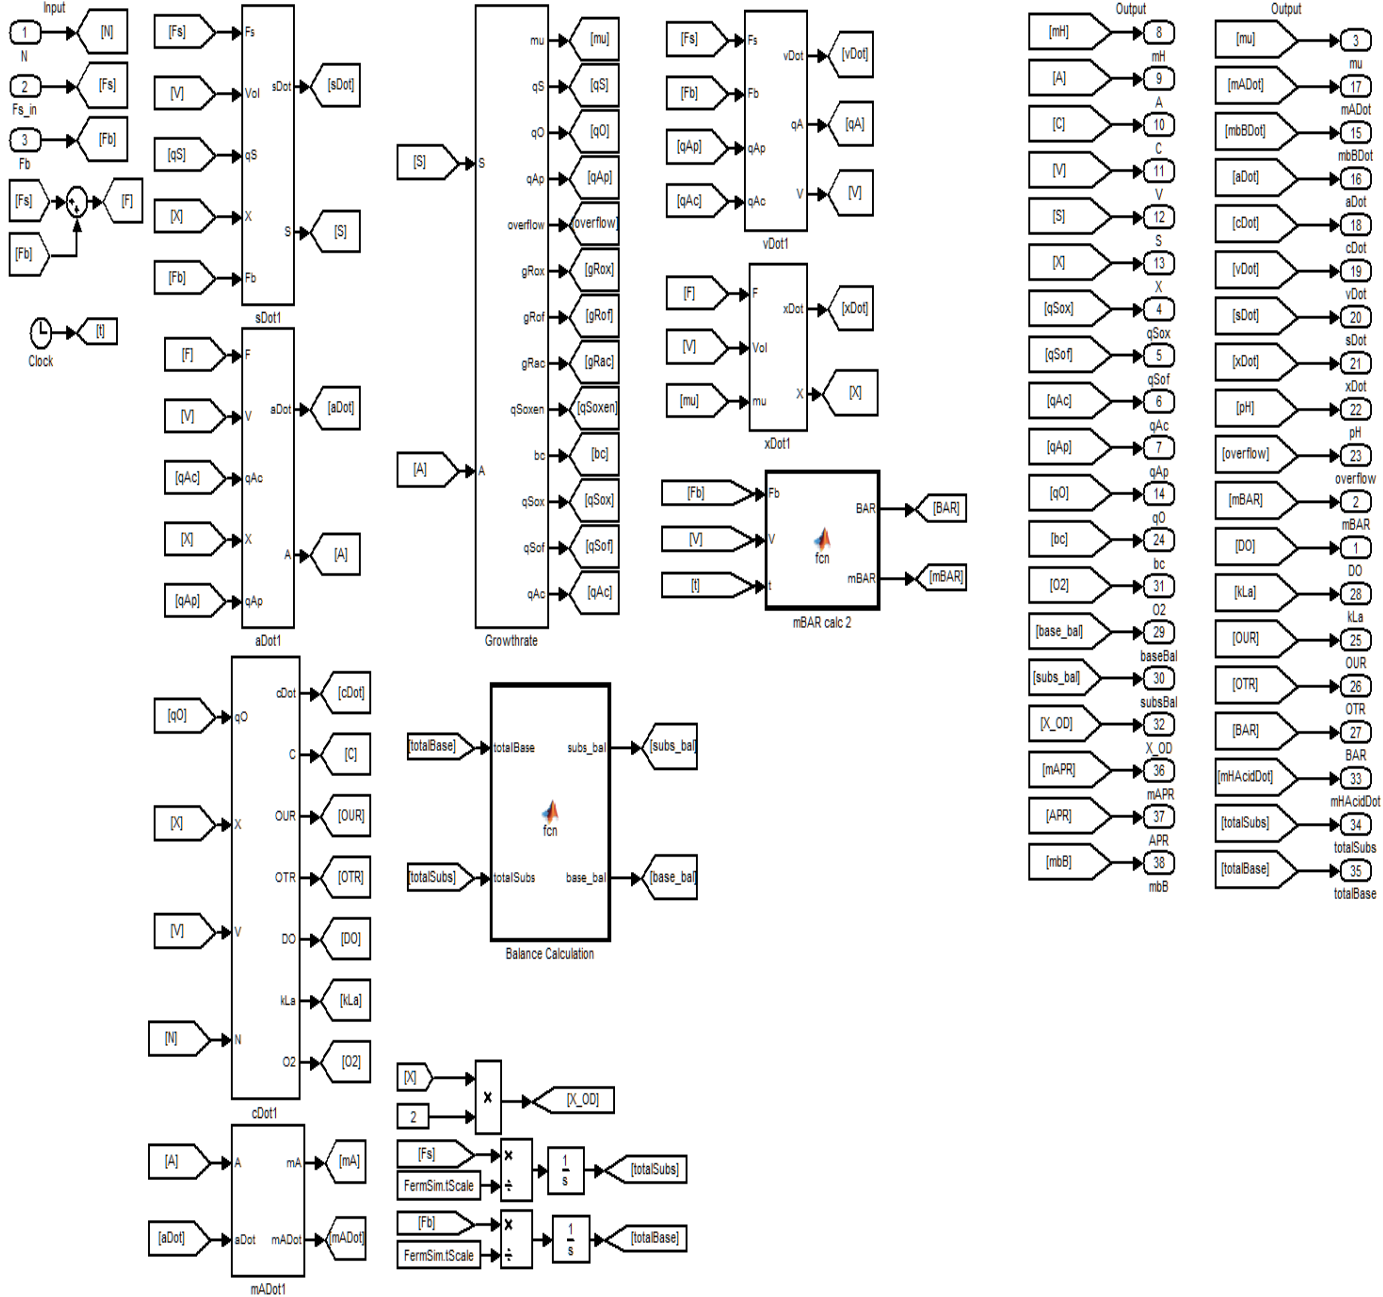 Input
1
[N]
N
2
[Fs]
Fs_in
3
[Fb]
Fb
[Fs]
[F]
[Fb]
[t]
Clock
[Fs]
Fs
[V]
Vol
sDot
[sDot]
[qS]
qS
[X]
X
S
[S]
[Fb]
Fb
sDot1
[F]
F
aDot
[aDot]
[V]
V
[qAc]
qAc
[X]
X
A
[A]
[qAp]
qAp
aDot1
cDot
[cDot]
[qO]
qO
C
[C]
OUR
[OUR]
[X]
X
OTR
[OTR]
[V]
V
DO
[DO]
kLa
[kLa]
[N]
N
O2
[O2]
cDot1
[A]
A
mA
[mA]
[aDot]
aDot
mADot
[mADot]
mADot1
[S]
S
[A]
A
mu
[mu]
qS
[qS]
qO
[qO]
qAp
[qAp]
overflow
[overflow]
gRox
[gRox]
gRof
[gRof]
gRac
[gRac]
qSoxen
[qSoxen]
bc
[bc]
qSox
[qSox]
qSof
[qSof]
qAc
[qAc]
Growthrate
[totalBase]
totalBase
subs_bal
[subs_bal]
fcn
[totalSubs]
totalSubs
base_bal
[base_bal]
Balance Calculation
[X]
2
×
[X_OD]
[Fs]
FermSim.tScale
×
÷
1
s
[totalSubs]
[Fb]
FermSim.tScale
×
÷
1
s
[totalBase]
[Fs]
Fs
vDot
[vDot]
[Fb]
Fb
qA
[qA]
[qAp]
qAp
[qAc]
qAc
V
[V]
vDot1
[F]
F
xDot
[xDot]
[V]
Vol
[mu]
mu
X
[X]
xDot1
[Fb]
Fb
BAR
[BAR]
[V]
V
fcn
[t]
t
mBAR
[mBAR]
mBAR calc 2
Output
[mH]
8
mH
[A]
9
A
[C]
10
C
[V]
11
V
[S]
12
S
[X]
13
X
[qSox]
4
qSox
[qSof]
5
qSof
[qAc]
6
qAc
[qAp]
7
qAp
[qO]
14
qO
[bc]
24
bc
[O2]
31
O2
[base_bal]
29
baseBal
[subs_bal]
30
subsBal
[X_OD]
32
X_OD
[mAPR]
36
mAPR
[APR]
37
APR
[mbB]
38
mbB
Output
[mu]
3
mu
[mADot]
17
mADot
[mbBDot]
15
mbBDot
[aDot]
16
aDot
[cDot]
18
cDot
[vDot]
19
vDot
[sDot]
20
sDot
[xDot]
21
xDot
[pH]
22
pH
[overflow]
23
overflow
[mBAR]
2
mBAR
[DO]
1
DO
[kLa]
28
kLa
[OUR]
25
OUR
[OTR]
26
OTR
[BAR]
27
BAR
[mHAcidDot]
33
mHAcidDot
[totalSubs]
34
totalSubs
[totalBase]
35
totalBase